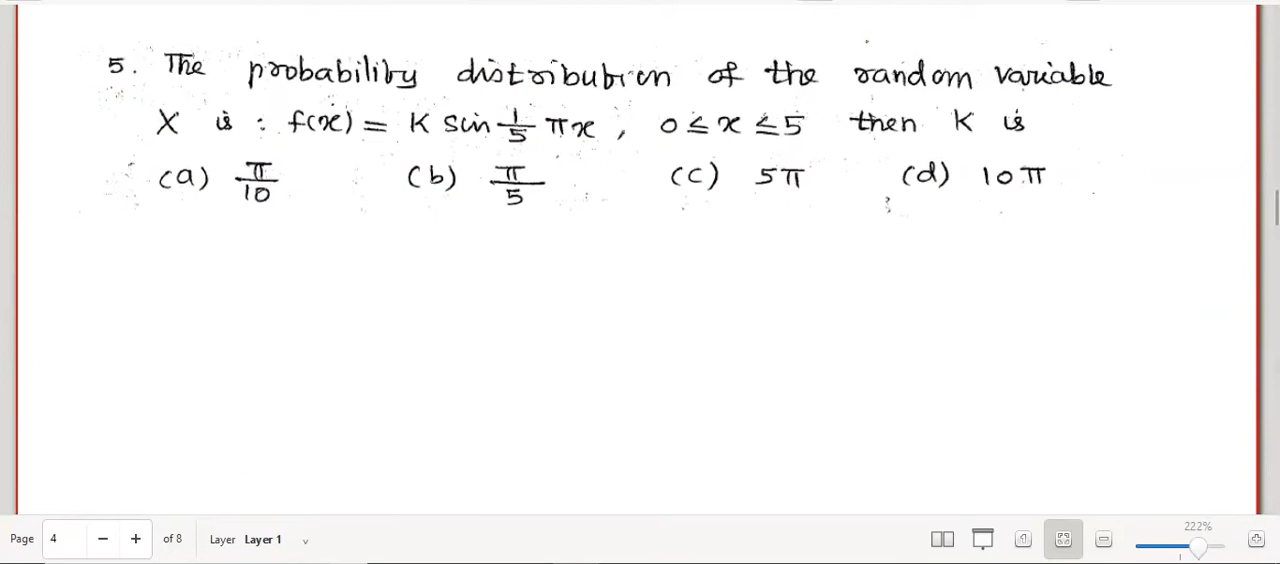 5. The probability distribution of the random variable
X is : f(x) = K sin 1/5 πx , 0 ≤ x ≤ 5 then K is
(a) π/10 (b) π/5 (c) 5π (d) 10π
Page 4 − + of 8 Layer Layer 1 222%